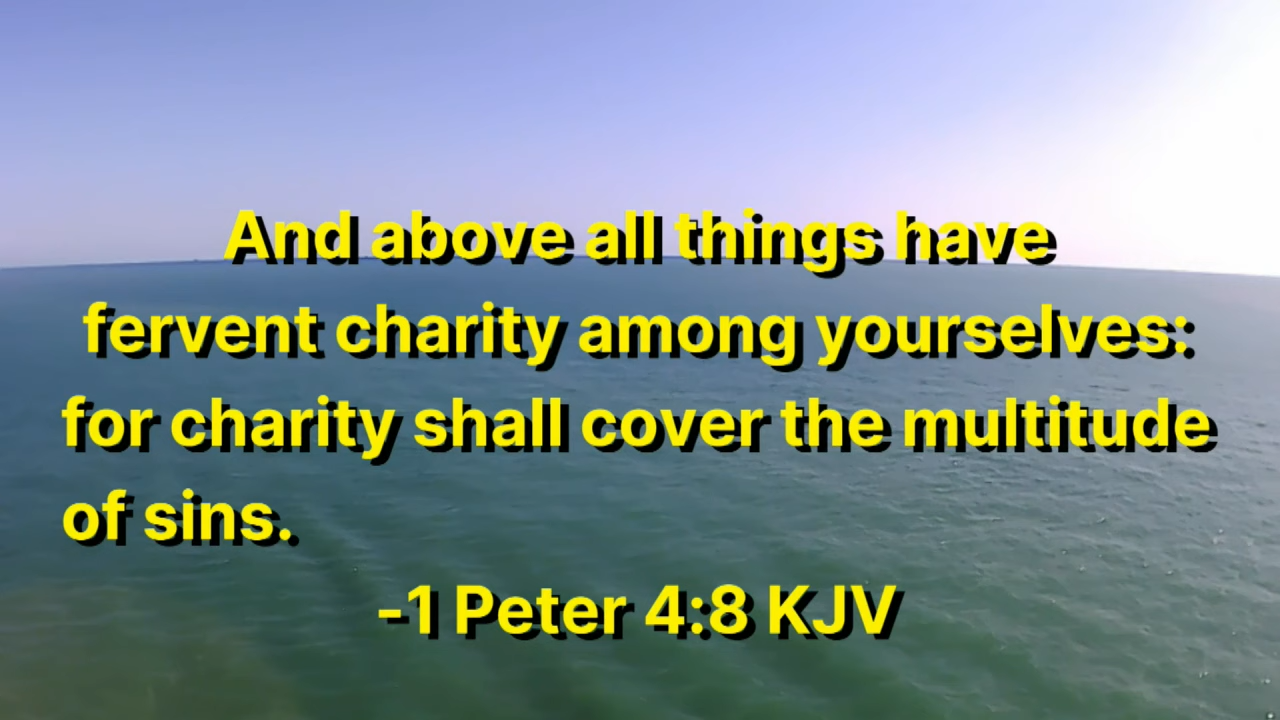 And above all things have
fervent charity among yourselves:
for charity shall cover the multitude
of sins.
-1 Peter 4:8 KJV